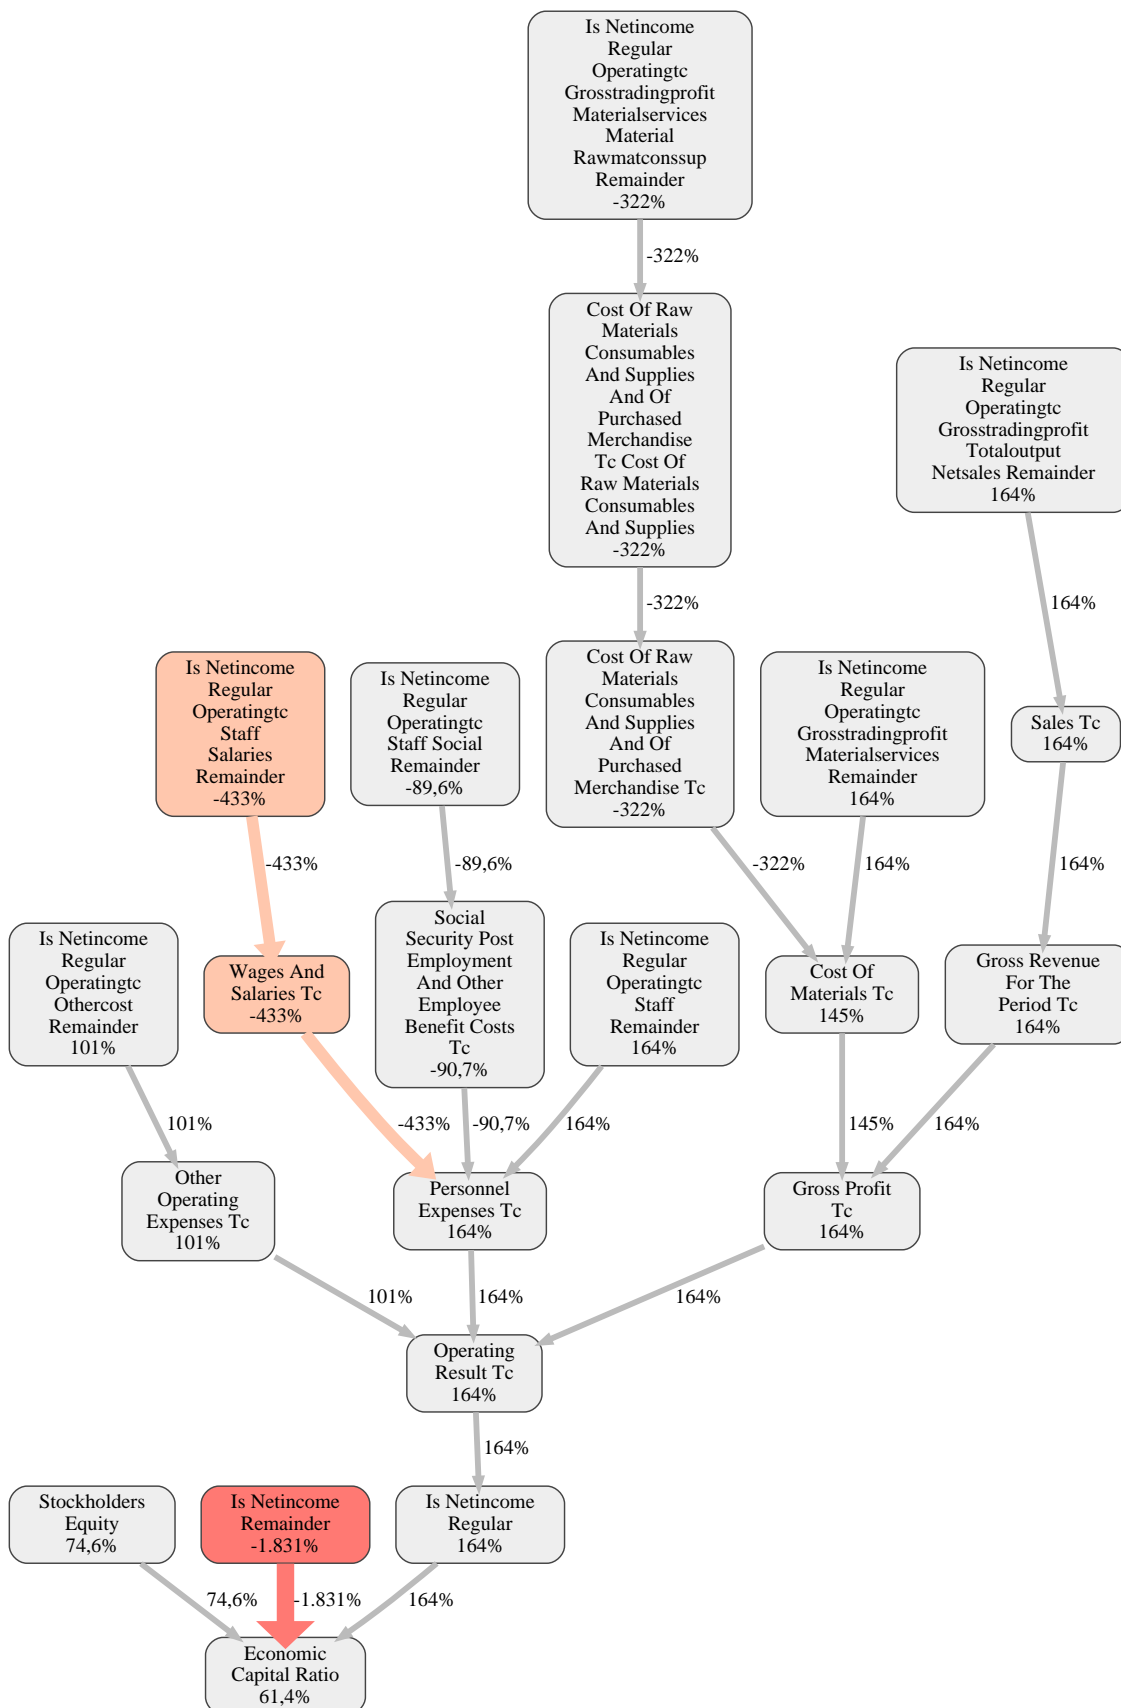 Is Netincome
Regular
Operatingtc
Grosstradingprofit
Materialservices
Material
Rawmatconssup
Remainder
-322%
-322%
Cost Of Raw
Materials
Consumables
And Supplies
And Of
Purchased
Merchandise
Tc Cost Of
Raw Materials
Consumables
And Supplies
-322%
Is Netincome
Regular
Operatingtc
Grosstradingprofit
Totaloutput
Netsales Remainder
164%
-322%
164%
Is Netincome
Regular
Operatingtc
Staff
Salaries
Remainder
-433%
Is Netincome
Regular
Operatingtc
Staff Social
Remainder
-89,6%
Cost Of Raw
Materials
Consumables
And Supplies
And Of
Purchased
Merchandise Tc
-322%
Is Netincome
Regular
Operatingtc
Grosstradingprofit
Materialservices
Remainder
164%
Sales Tc
164%
-433%
-89,6%
-322%
164%
164%
Is Netincome
Regular
Operatingtc
Othercost
Remainder
101%
Wages And
Salaries Tc
-433%
Social
Security Post
Employment
And Other
Employee
Benefit Costs
Tc
-90,7%
Is Netincome
Regular
Operatingtc
Staff
Remainder
164%
Cost Of
Materials Tc
145%
Gross Revenue
For The
Period Tc
164%
101%
-433%
-90,7%
164%
145%
164%
Other
Operating
Expenses Tc
101%
Personnel
Expenses Tc
164%
Gross Profit
Tc
164%
101%
164%
164%
Operating
Result Tc
164%
164%
Stockholders
Equity
74,6%
Is Netincome
Remainder
-1.831%
Is Netincome
Regular
164%
74,6%
-1.831%
164%
Economic
Capital Ratio
61,4%